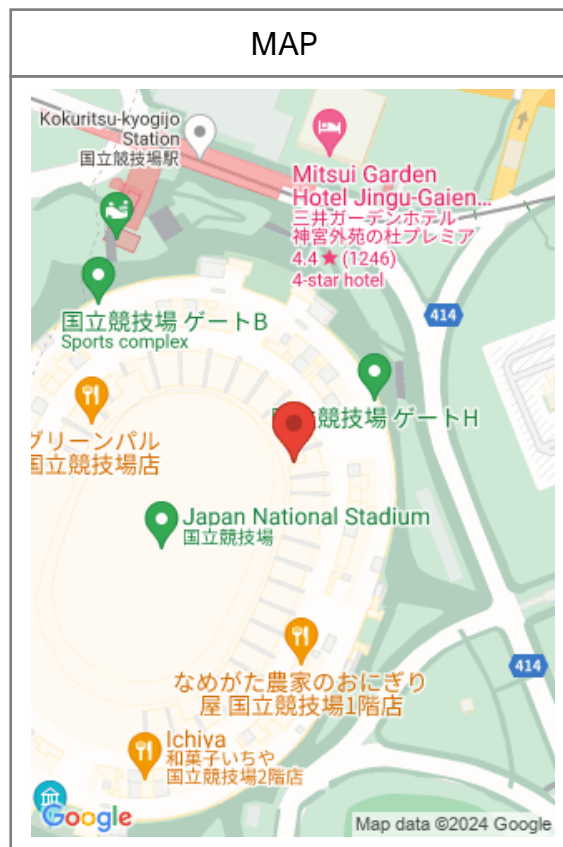 MAP
Kokuritsu-kyogijo
Station
国立競技場駅
Mitsui Garden
Hotel Jingu-Gaien...
三井ガーデンホテル
神宮外苑の杜プレミア
4.4★(1246)
4-star hotel
414
国立競技場 ゲートB
Sports complex
競技場 ゲートH
グリーンパル
国立競技場店
Japan National Stadium
国立競技場
414
なめがた農家のおにぎり
屋 国立競技場1階店
Ichiya
和菓子いちや
国立競技場2階店
Google
Map data ©2024 Google